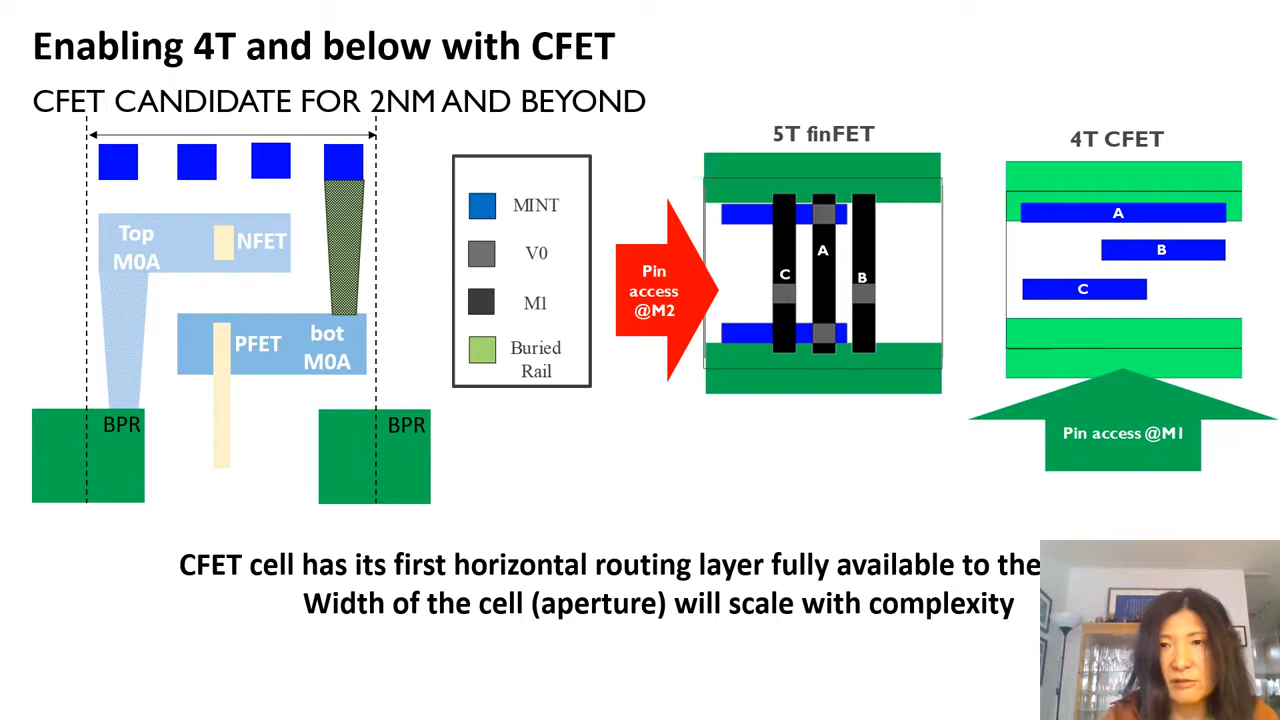 Enabling 4T and below with CFET
CFET CANDIDATE FOR 2NM AND BEYOND
Top
M0A
NFET
PFET
bot
M0A
BPR
BPR
MINT
V0
M1
Buried
Rail
Pin
access
@M2
5T finFET
C
A
B
4T CFET
A
B
C
Pin access @M1
CFET cell has its first horizontal routing layer fully available to the
Width of the cell (aperture) will scale with complexity